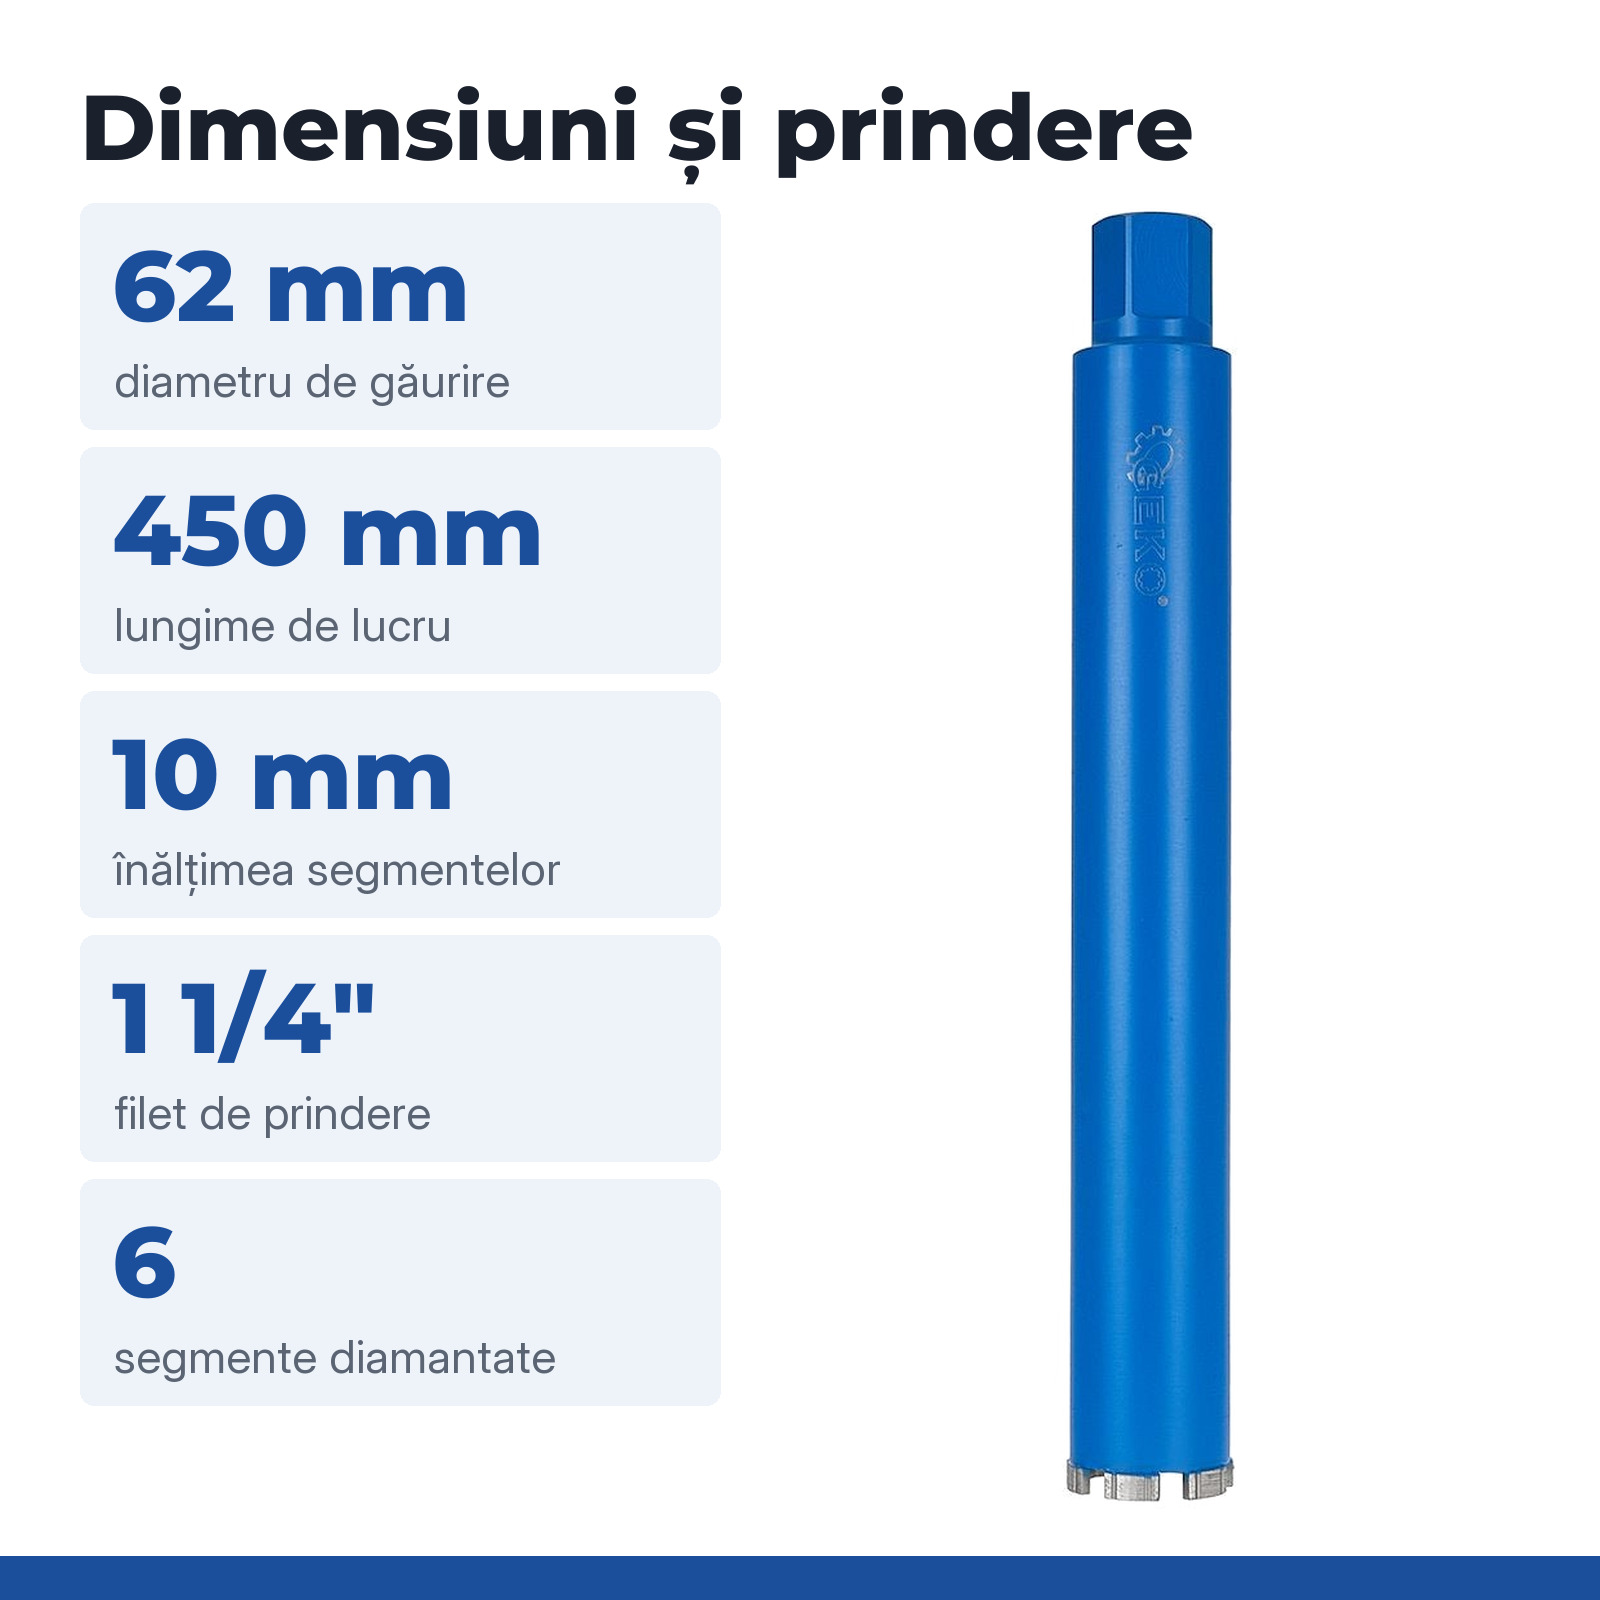 Dimensiuni și prindere
62 mm
diametru de găurire
450 mm
lungime de lucru
10 mm
înălțimea segmentelor
1 1/4"
filet de prindere
6
segmente diamantate
GEKO®